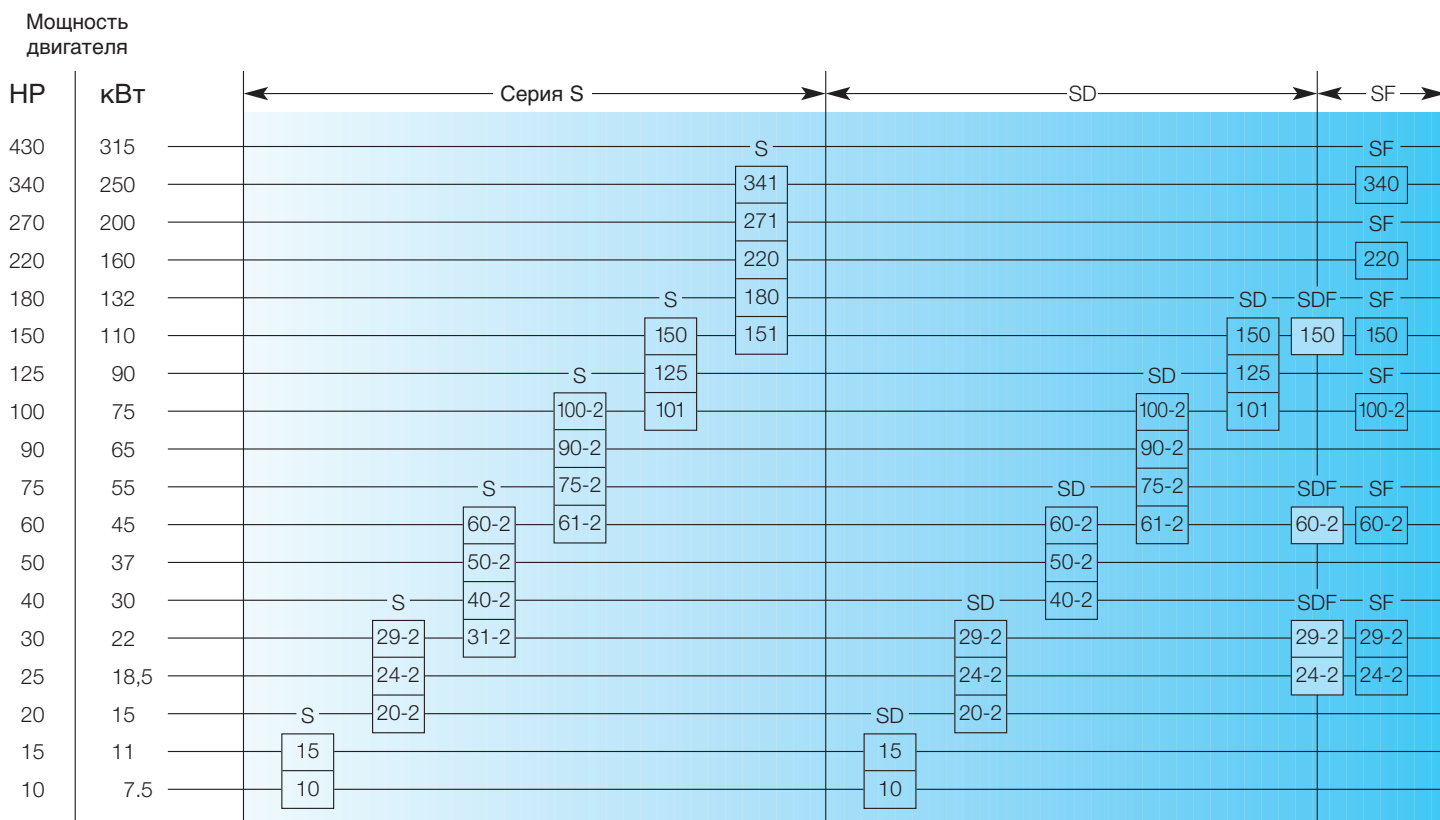 Мощность
двигателя
HP кВт Серия S SD SF
430 315 S SF
340 250 341 340
270 200 271 SF
220 160 220 220
180 132 S 180 SD SDF SF
150 110 150 151 150 150 150
125 90 S 125 SD 125 SF
100 75 100-2 101 100-2 101 100-2
90 65 90-2 90-2
75 55 S 75-2 SD 75-2 SDF SF
60 45 60-2 61-2 60-2 61-2 60-2 60-2
50 37 50-2 50-2
40 30 S 40-2 SD 40-2 SDF SF
30 22 29-2 31-2 29-2 29-2 29-2
25 18,5 24-2 24-2 24-2 24-2
20 15 S 20-2 SD 20-2
15 11 15 15
10 7.5 10 10